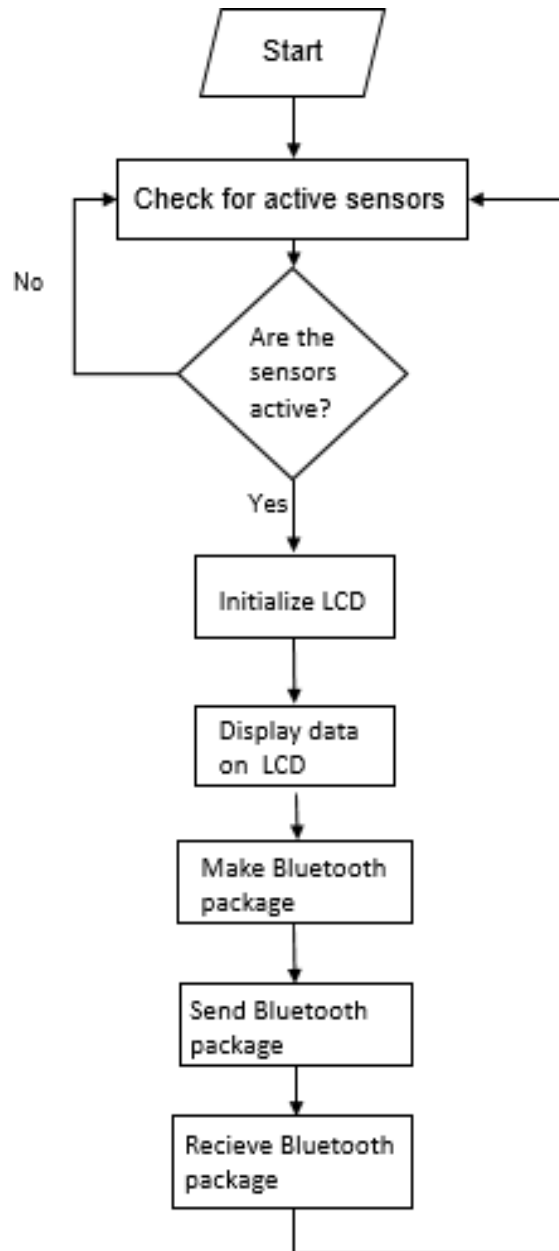 Start
Check for active sensors
No
Are the
sensors
active?
Yes
Initialize LCD
Display data
on LCD
Make Bluetooth
package
Send Bluetooth
package
Recieve Bluetooth
package